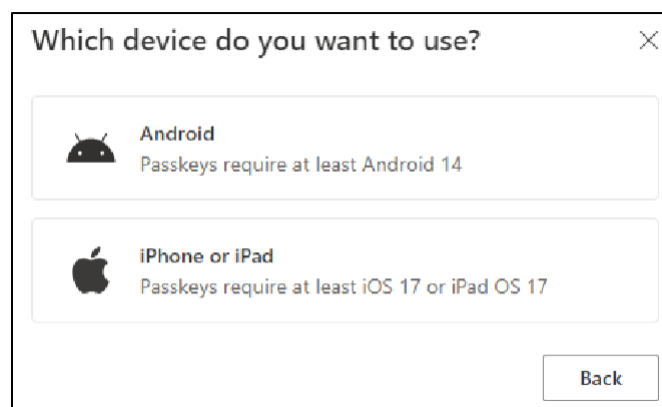 Which device do you want to use?
Android
Passkeys require at least Android 14
iPhone or iPad
Passkeys require at least iOS 17 or iPad OS 17
Back